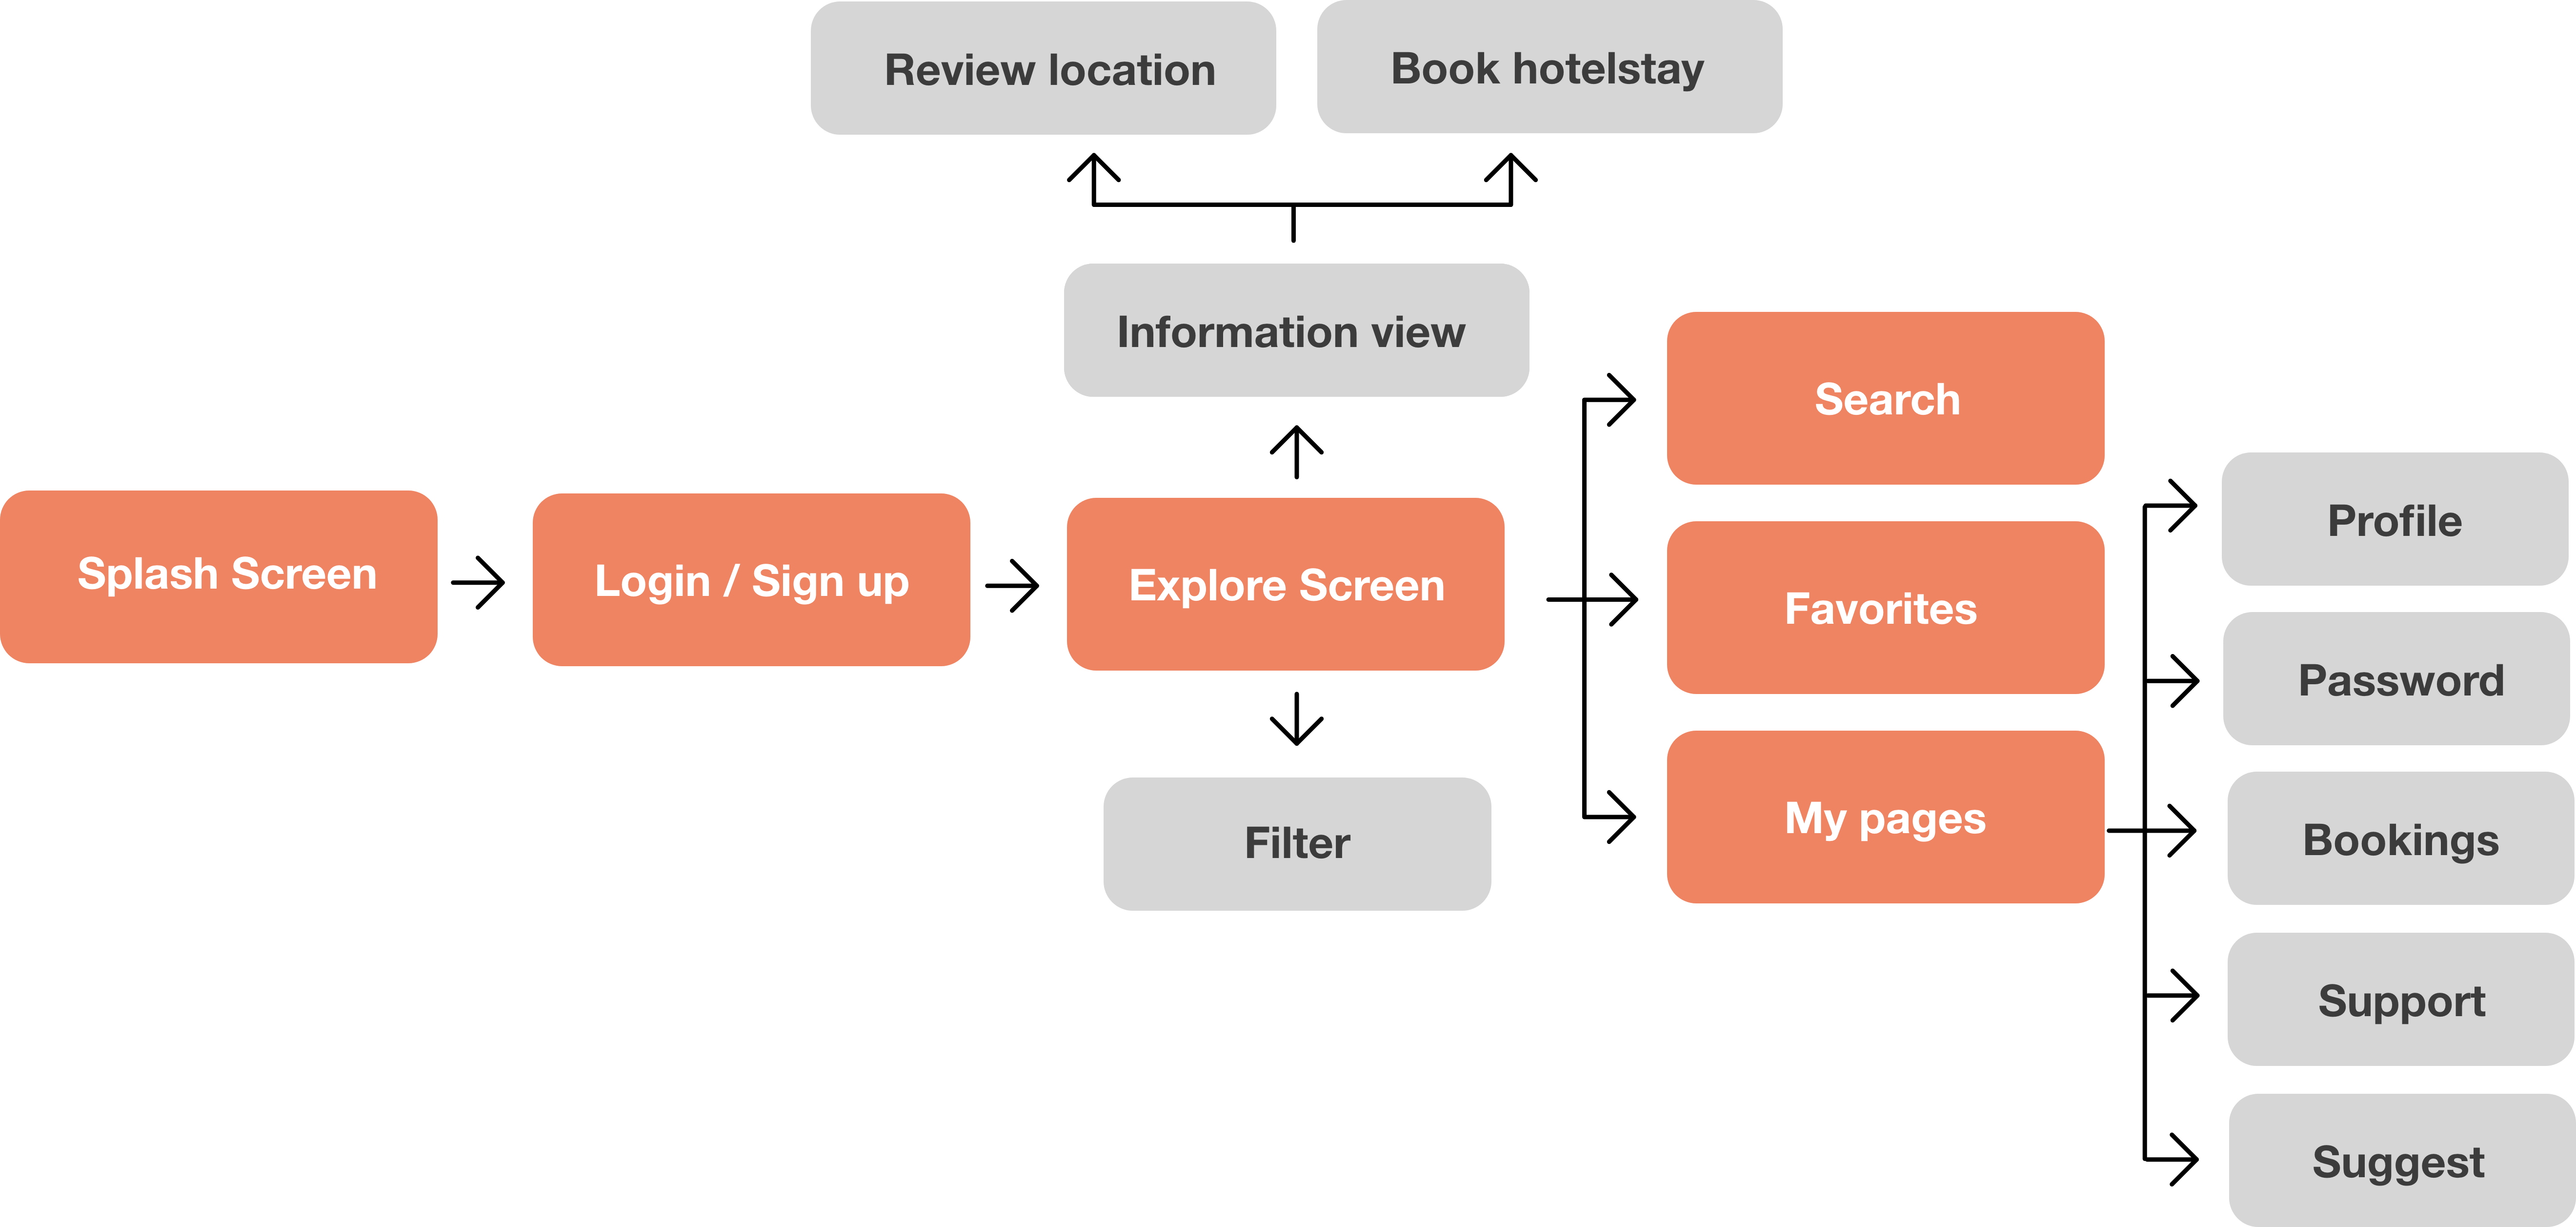 Review location
Book hotelstay
Information view
Search
Splash Screen
Login / Sign up
Explore Screen
Favorites
My pages
Filter
Profile
Password
Bookings
Support
Suggest